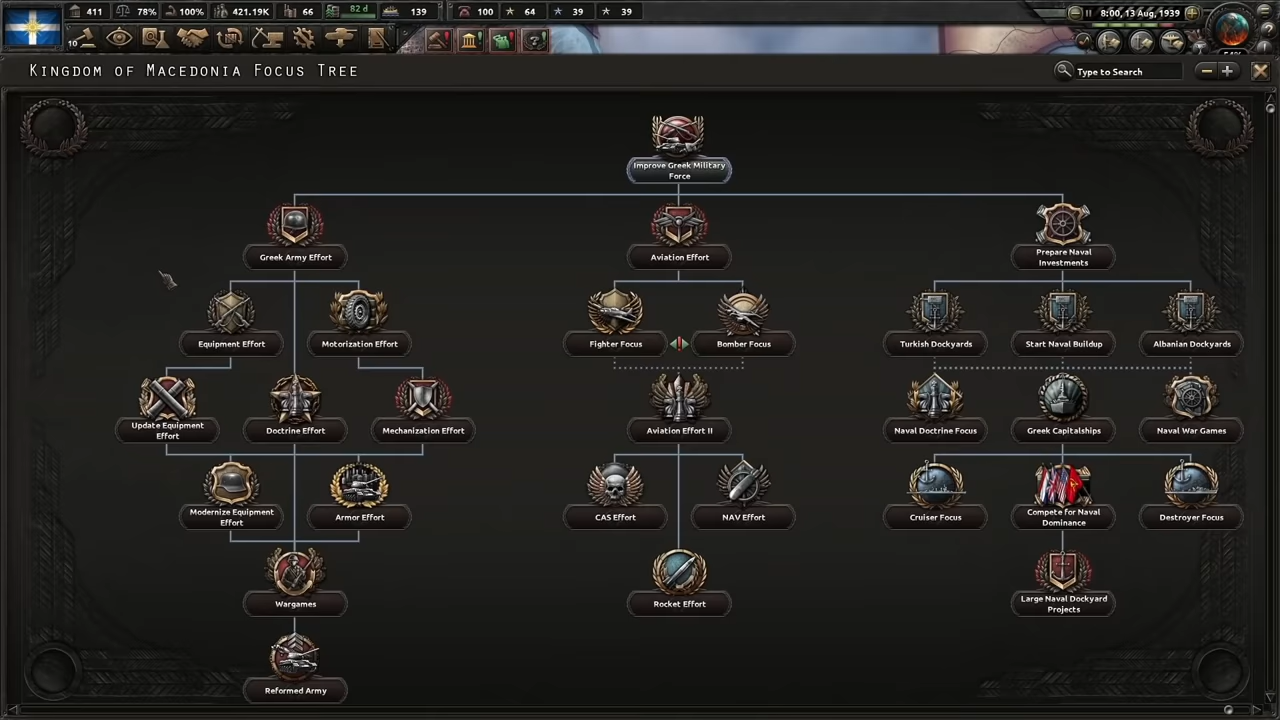 411 78% 100% 421.19K 66 82 d 139 100 64 39 39 8:00, 13 Aug, 1939
10
Kingdom of Macedonia Focus Tree
Type to Search
Improve Greek Military
Force
Greek Army Effort
Aviation Effort
Prepare Naval
Investments
Equipment Effort
Motorization Effort
Fighter Focus
Bomber Focus
Turkish Dockyards
Start Naval Buildup
Albanian Dockyards
Update Equipment
Effort
Doctrine Effort
Mechanization Effort
Aviation Effort II
Naval Doctrine Focus
Greek Capitalships
Naval War Games
Modernize Equipment
Effort
Armor Effort
CAS Effort
NAV Effort
Cruiser Focus
Compete for Naval
Dominance
Destroyer Focus
Wargames
Rocket Effort
Large Naval Dockyard
Projects
Reformed Army